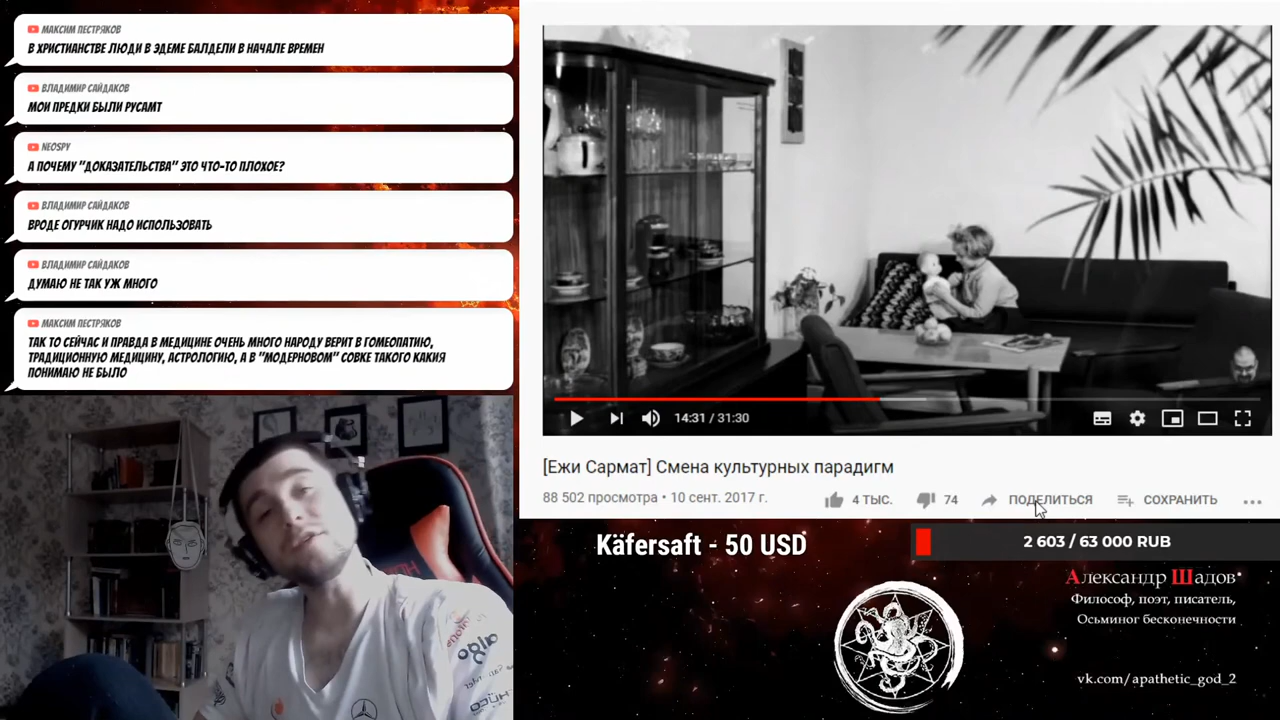 МАКСИМ ПЕСТРЯКОВ
В ХРИСТИАНСТВЕ ЛЮДИ В ЭДЕМЕ БАЛДЕЛИ В НАЧАЛЕ ВРЕМЕН
ВЛАДИМИР САЙДАКОВ
МОИ ПРЕДКИ БЫЛИ РУСАМТ
NEOSPY
А ПОЧЕМУ "ДОКАЗАТЕЛЬСТВА" ЭТО ЧТО-ТО ПЛОХОЕ?
ВЛАДИМИР САЙДАКОВ
ВРОДЕ ОГУРЧИК НАДО ИСПОЛЬЗОВАТЬ
ВЛАДИМИР САЙДАКОВ
ДУМАЮ НЕ ТАК УЖ МНОГО
МАКСИМ ПЕСТРЯКОВ
ТАК ТО СЕЙЧАС И ПРАВДА В МЕДИЦИНЕ ОЧЕНЬ МНОГО НАРОДУ ВЕРИТ В ГОМЕОПАТИЮ,
ТРАДИЦИОННУЮ МЕДИЦИНУ, АСТРОЛОГИЮ, А В "МОДЕРНОВОМ" СОВКЕ ТАКОГО КАКИЯ
ПОНИМАЮ НЕ БЫЛО
14:31 / 31:30
[Ежи Сармат] Смена культурных парадигм
88 502 просмотра • 10 сент. 2017 г.
4 ТЫС.
74
ПОДЕЛИТЬСЯ
СОХРАНИТЬ
Käfersaft - 50 USD
2 603 / 63 000 RUB
Александр Шадов
Философ, поэт, писатель,
Осьминог бесконечности
vk.com/apathetic_god_2